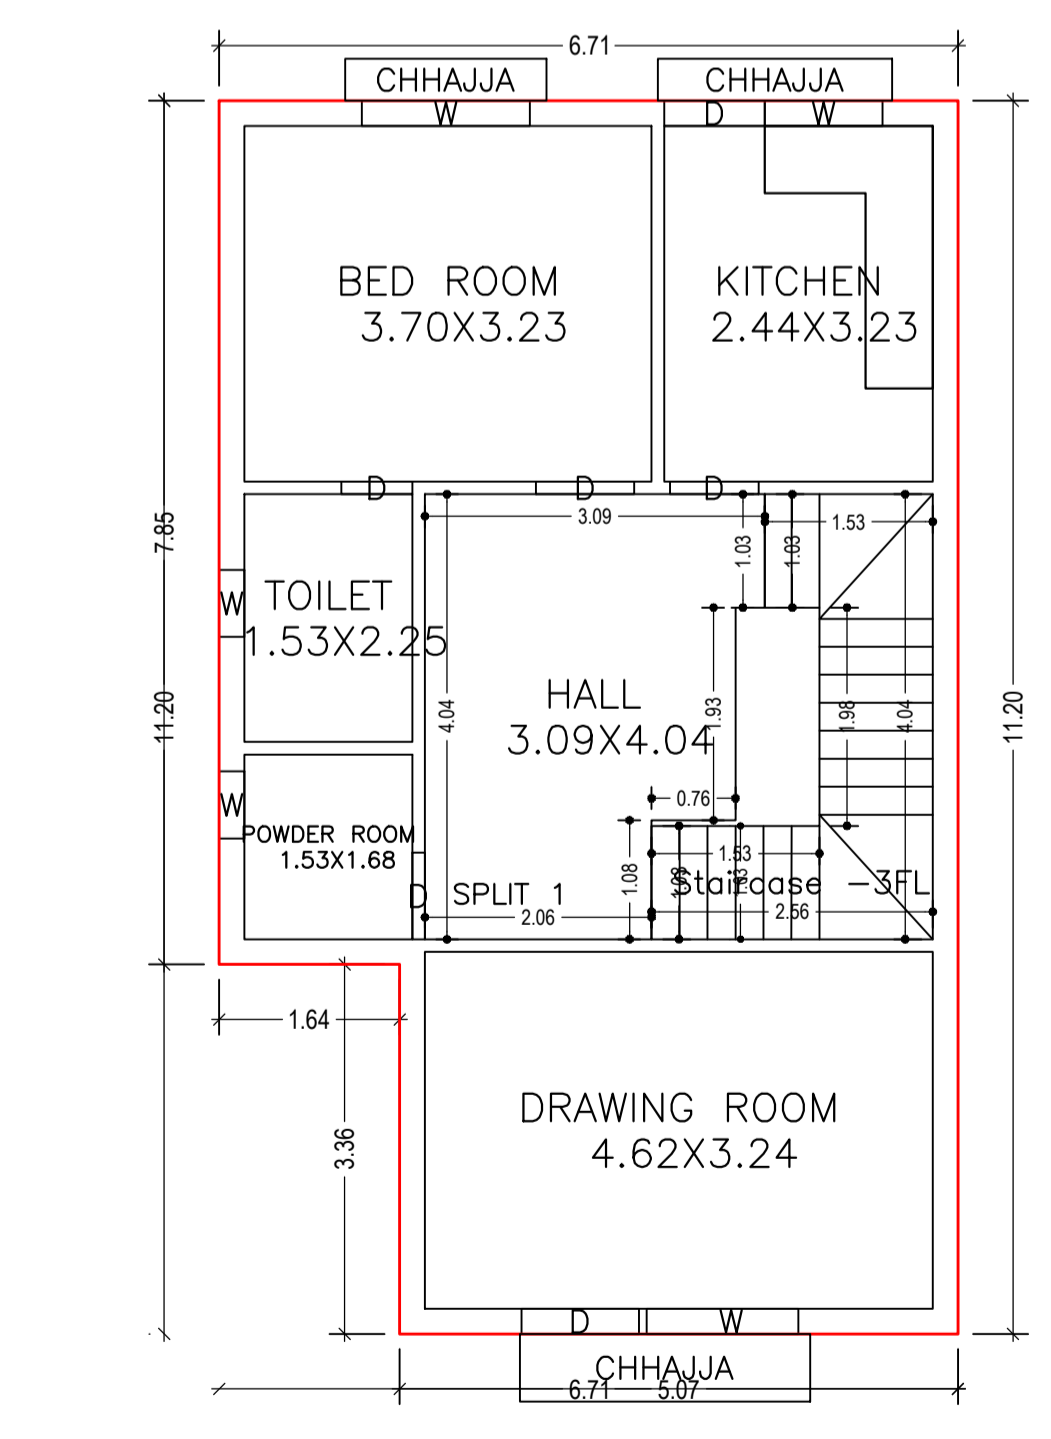 6.71
CHHAJJA
CHHAJJA
W
D
W
BED ROOM
3.70X3.23
KITCHEN
2.44X3.23
D
D
D
3.09
1.53
7.85
1.03
1.03
W
TOILET
1.53X2.25
HALL
3.09X4.04
11.20
4.04
1.93
1.98
4.04
11.20
0.76
W
POWDER ROOM
1.53X1.68
1.53
1.08
D
SPLIT 1
Staircase -3FL
2.06
2.56
1.64
3.36
DRAWING ROOM
4.62X3.24
D
W
CHHAJJA
6.71
5.07